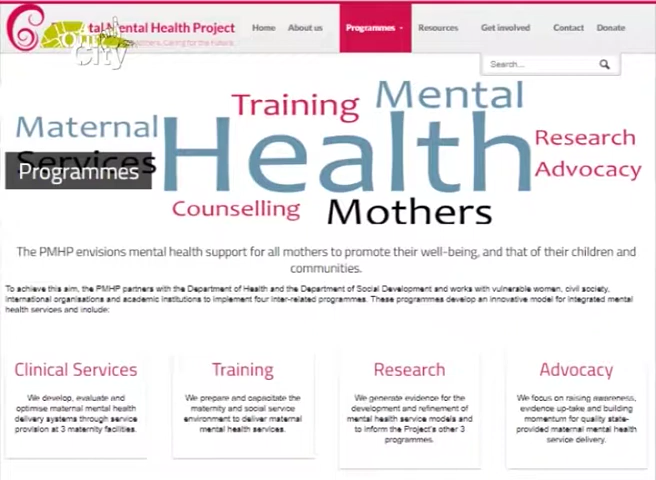 tal Mental Health Project
Caring for the Future.
Our
City
Home
About us
Programmes
Resources
Get involved
Contact
Donate
Search...
Training
Mental
Maternal
Health
Research
Services
Programmes
Advocacy
Counselling
Mothers
The PMHP envisions mental health support for all mothers to promote their well-being, and that of their children and
communities.
To achieve this aim, the PMHP partners with the Department of Health and the Department of Social Development and works with vulnerable women, civil society,
international organisations and academic institutions to implement four inter-related programmes. These programmes develop an innovative model for integrated mental
health services and include:
Clinical Services
We develop, evaluate and
optimise maternal mental health
delivery systems through service
provision at 3 maternity facilities.
Training
We prepare and capacitate the
maternity and social service
environment to deliver maternal
mental health services.
Research
We generate evidence for the
development and refinement of
mental health service models and
to inform the Project's other 3
programmes.
Advocacy
We focus on raising awareness,
evidence up-take and building
momentum for quality state-
provided maternal mental health
service delivery.